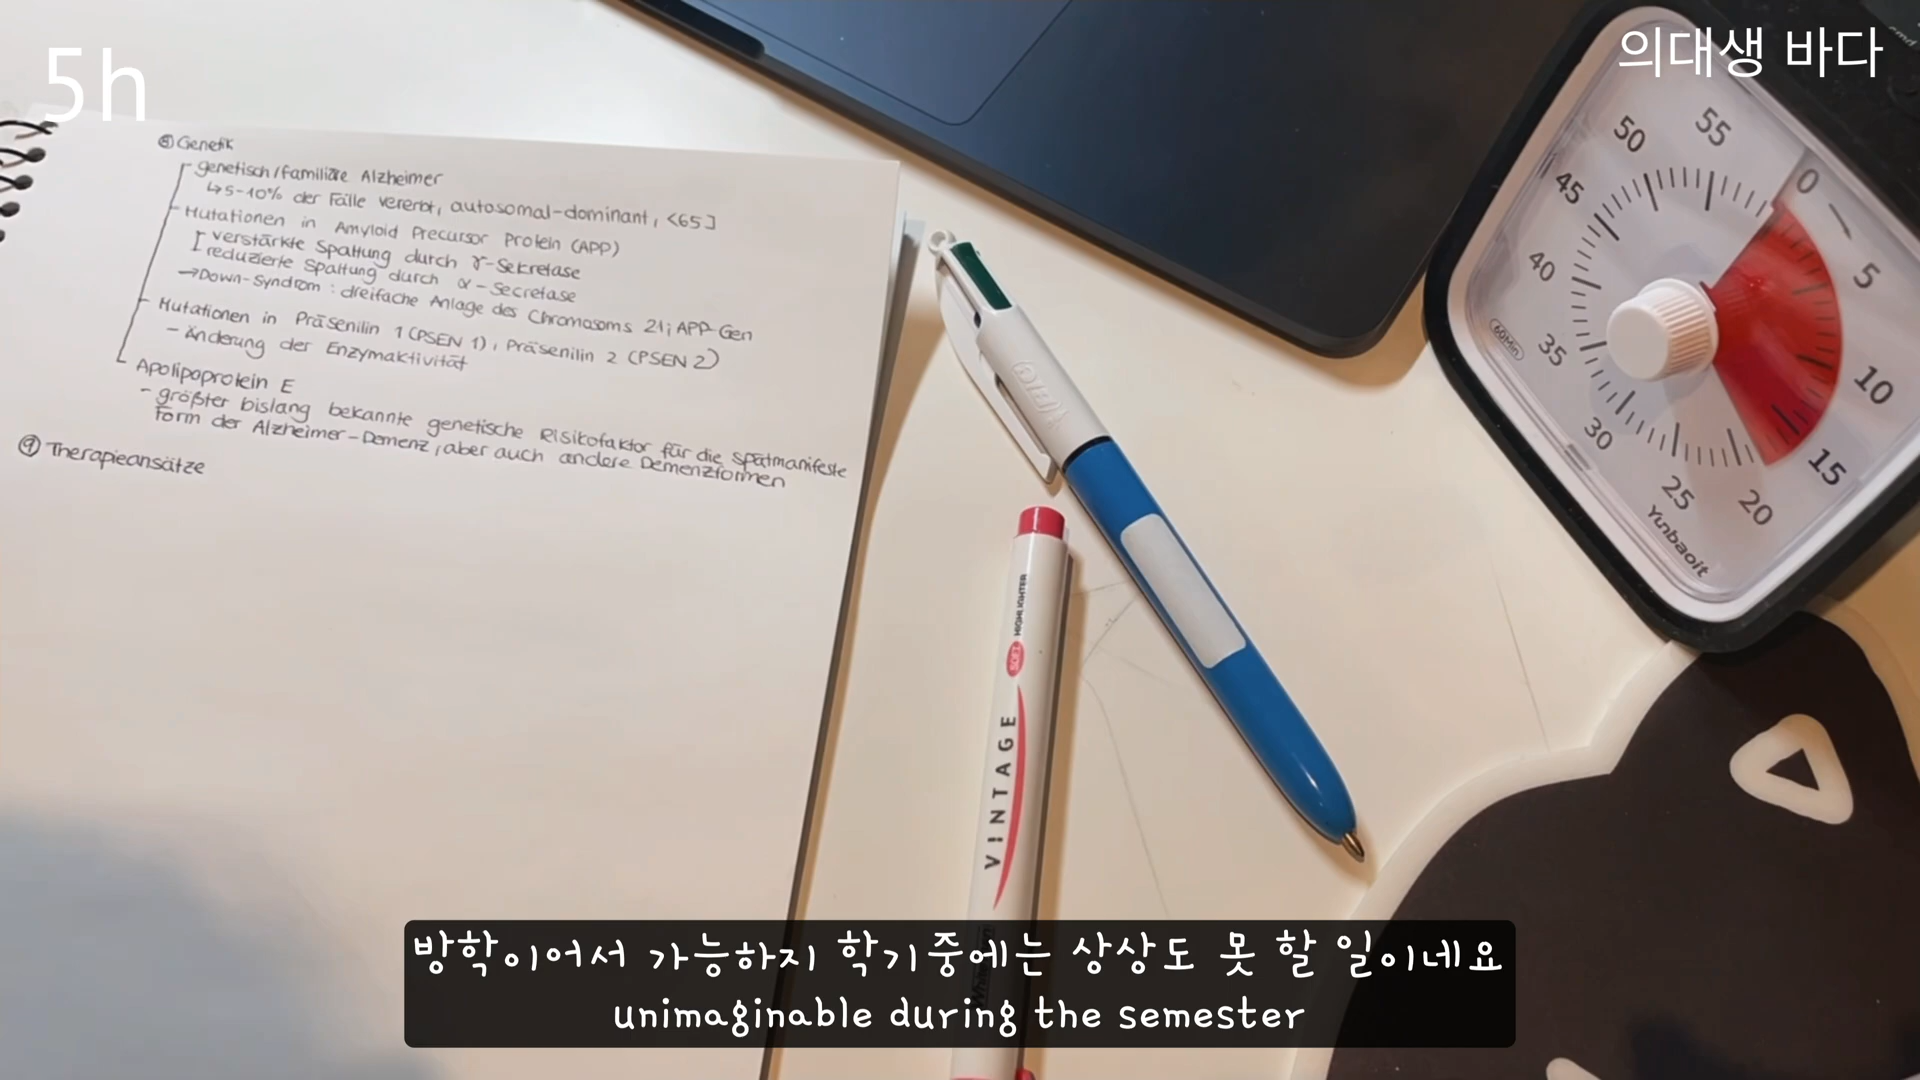 5h
의대생 바다
⑧ Genetik
genetisch/familiäre Alzheimer
↳ 5-10% der Fälle vererbt, autosomal-dominant, <65J
Mutationen in Amyloid Precursor Protein (APP)
verstärkte Spaltung durch γ-Sekretase
reduzierte Spaltung durch α-Secretase
→ Down-Syndrom: dreifache Anlage des Chromosoms 21; APP-Gen
Mutationen in Präsenilin 1 (PSEN 1), Präsenilin 2 (PSEN 2)
- Änderung der Enzymaktivität
Apolipoprotein E
- größter bislang bekannte genetische Risikofaktor für die spätmanifeste
Form der Alzheimer-Demenz, aber auch andere Demenzformen
⑨ Therapieansätze
BIC
SOFT HIGHLIGHTER
VINTAGE
0
5
10
15
20
25
30
35
40
45
50
55
60Min
Yunbaoit
cmd
방학이어서 가능하지 학기중에는 상상도 못 할 일이네요
unimaginable during the semester